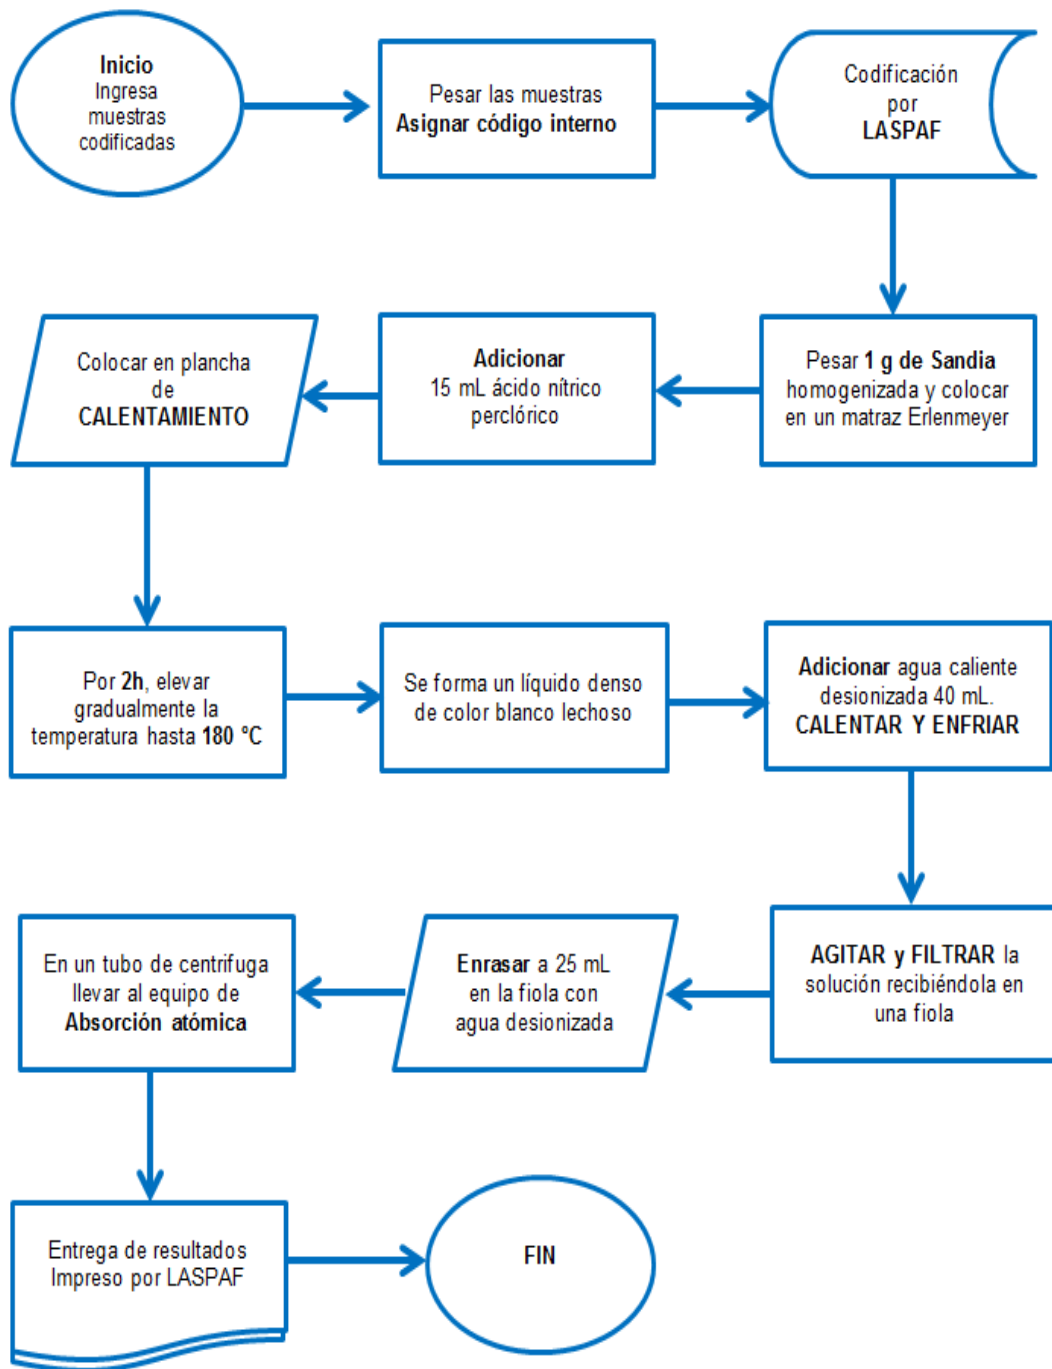 Inicio
Ingresa
muestras
codificadas
Pesar las muestras
Asignar código interno
Codificación
por
LASPAF
Pesar 1 g de Sandia
homogenizada y colocar
en un matraz Erlenmeyer
Adicionar
15 mL ácido nítrico
perclórico
Colocar en plancha
de
CALENTAMIENTO
Por 2h, elevar
gradualmente la
temperatura hasta 180 °C
Se forma un líquido denso
de color blanco lechoso
Adicionar agua caliente
desionizada 40 mL.
CALENTAR Y ENFRIAR
AGITAR y FILTRAR la
solución recibiéndola en
una fiola
Enrasar a 25 mL
en la fiola con
agua desionizada
En un tubo de centrifuga
llevar al equipo de
Absorción atómica
Entrega de resultados
Impreso por LASPAF
FIN